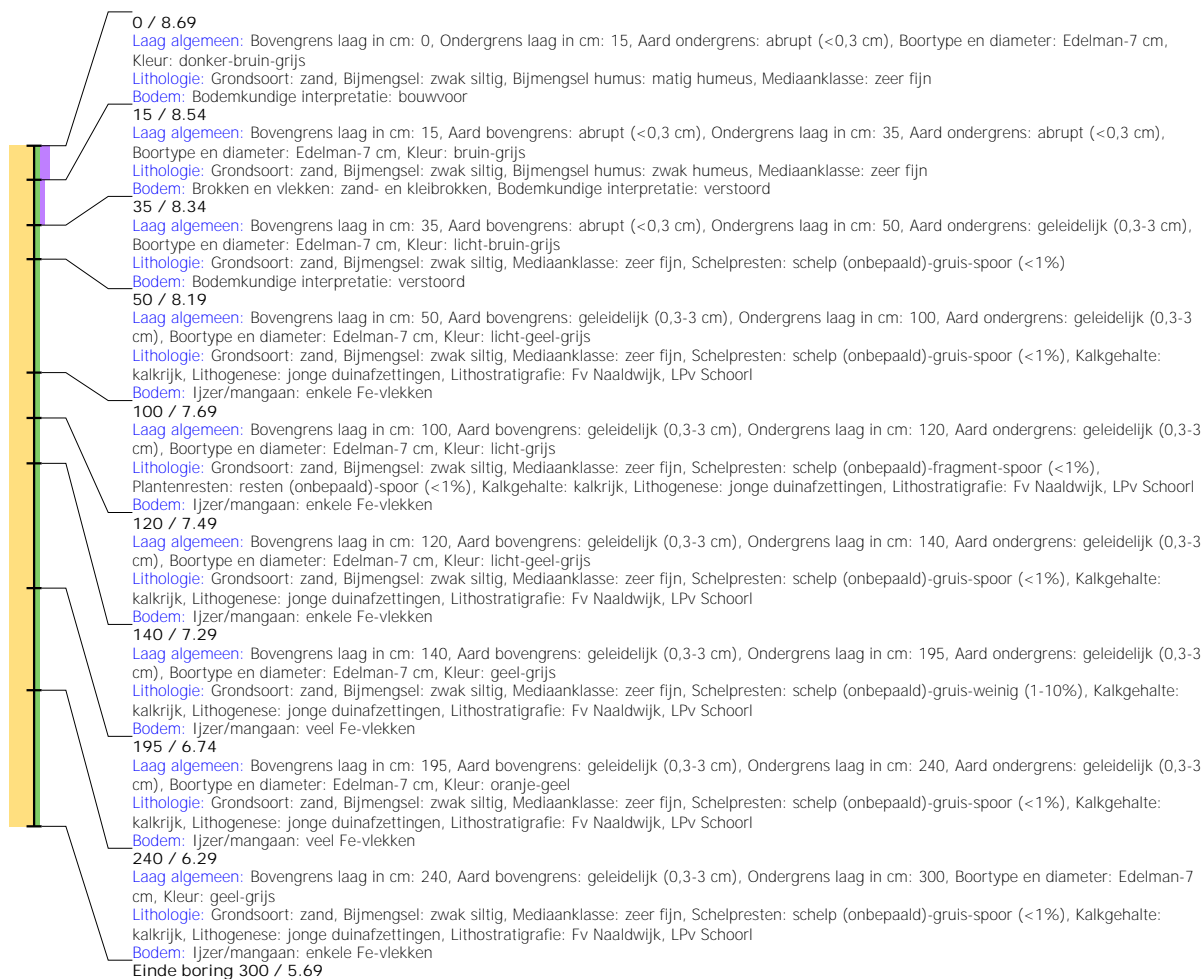 0 / 8.69
Laag algemeen: Bovengrens laag in cm: 0, Ondergrens laag in cm: 15, Aard ondergrens: abrupt (<0,3 cm), Boortype en diameter: Edelman-7 cm,
Kleur: donker-bruin-grijs
Lithologie: Grondsoort: zand, Bijmengsel: zwak siltig, Bijmengsel humus: matig humeus, Mediaanklasse: zeer fijn
Bodem: Bodemkundige interpretatie: bouwvoor
15 / 8.54
Laag algemeen: Bovengrens laag in cm: 15, Aard bovengrens: abrupt (<0,3 cm), Ondergrens laag in cm: 35, Aard ondergrens: abrupt (<0,3 cm),
Boortype en diameter: Edelman-7 cm, Kleur: bruin-grijs
Lithologie: Grondsoort: zand, Bijmengsel: zwak siltig, Bijmengsel humus: zwak humeus, Mediaanklasse: zeer fijn
Bodem: Brokken en vlekken: zand- en kleibrokken, Bodemkundige interpretatie: verstoord
35 / 8.34
Laag algemeen: Bovengrens laag in cm: 35, Aard bovengrens: abrupt (<0,3 cm), Ondergrens laag in cm: 50, Aard ondergrens: geleidelijk (0,3-3 cm),
Boortype en diameter: Edelman-7 cm, Kleur: licht-bruin-grijs
Lithologie: Grondsoort: zand, Bijmengsel: zwak siltig, Mediaanklasse: zeer fijn, Schelpresten: schelp (onbepaald)-gruis-spoor (<1%)
Bodem: Bodemkundige interpretatie: verstoord
50 / 8.19
Laag algemeen: Bovengrens laag in cm: 50, Aard bovengrens: geleidelijk (0,3-3 cm), Ondergrens laag in cm: 100, Aard ondergrens: geleidelijk (0,3-3
cm), Boortype en diameter: Edelman-7 cm, Kleur: licht-geel-grijs
Lithologie: Grondsoort: zand, Bijmengsel: zwak siltig, Mediaanklasse: zeer fijn, Schelpresten: schelp (onbepaald)-gruis-spoor (<1%), Kalkgehalte:
kalkrijk, Lithogenese: jonge duinafzettingen, Lithostratigrafie: Fv Naaldwijk, LPv Schoorl
Bodem: Ijzer/mangaan: enkele Fe-vlekken
100 / 7.69
Laag algemeen: Bovengrens laag in cm: 100, Aard bovengrens: geleidelijk (0,3-3 cm), Ondergrens laag in cm: 120, Aard ondergrens: geleidelijk (0,3-3
cm), Boortype en diameter: Edelman-7 cm, Kleur: licht-grijs
Lithologie: Grondsoort: zand, Bijmengsel: zwak siltig, Mediaanklasse: zeer fijn, Schelpresten: schelp (onbepaald)-fragment-spoor (<1%),
Plantenresten: resten (onbepaald)-spoor (<1%), Kalkgehalte: kalkrijk, Lithogenese: jonge duinafzettingen, Lithostratigrafie: Fv Naaldwijk, LPv Schoorl
Bodem: Ijzer/mangaan: enkele Fe-vlekken
120 / 7.49
Laag algemeen: Bovengrens laag in cm: 120, Aard bovengrens: geleidelijk (0,3-3 cm), Ondergrens laag in cm: 140, Aard ondergrens: geleidelijk (0,3-3
cm), Boortype en diameter: Edelman-7 cm, Kleur: licht-geel-grijs
Lithologie: Grondsoort: zand, Bijmengsel: zwak siltig, Mediaanklasse: zeer fijn, Schelpresten: schelp (onbepaald)-gruis-spoor (<1%), Kalkgehalte:
kalkrijk, Lithogenese: jonge duinafzettingen, Lithostratigrafie: Fv Naaldwijk, LPv Schoorl
Bodem: Ijzer/mangaan: enkele Fe-vlekken
140 / 7.29
Laag algemeen: Bovengrens laag in cm: 140, Aard bovengrens: geleidelijk (0,3-3 cm), Ondergrens laag in cm: 195, Aard ondergrens: geleidelijk (0,3-3
cm), Boortype en diameter: Edelman-7 cm, Kleur: geel-grijs
Lithologie: Grondsoort: zand, Bijmengsel: zwak siltig, Mediaanklasse: zeer fijn, Schelpresten: schelp (onbepaald)-gruis-weinig (1-10%), Kalkgehalte:
kalkrijk, Lithogenese: jonge duinafzettingen, Lithostratigrafie: Fv Naaldwijk, LPv Schoorl
Bodem: Ijzer/mangaan: veel Fe-vlekken
195 / 6.74
Laag algemeen: Bovengrens laag in cm: 195, Aard bovengrens: geleidelijk (0,3-3 cm), Ondergrens laag in cm: 240, Aard ondergrens: geleidelijk (0,3-3
cm), Boortype en diameter: Edelman-7 cm, Kleur: oranje-geel
Lithologie: Grondsoort: zand, Bijmengsel: zwak siltig, Mediaanklasse: zeer fijn, Schelpresten: schelp (onbepaald)-gruis-spoor (<1%), Kalkgehalte:
kalkrijk, Lithogenese: jonge duinafzettingen, Lithostratigrafie: Fv Naaldwijk, LPv Schoorl
Bodem: Ijzer/mangaan: veel Fe-vlekken
240 / 6.29
Laag algemeen: Bovengrens laag in cm: 240, Aard bovengrens: geleidelijk (0,3-3 cm), Ondergrens laag in cm: 300, Boortype en diameter: Edelman-7
cm, Kleur: geel-grijs
Lithologie: Grondsoort: zand, Bijmengsel: zwak siltig, Mediaanklasse: zeer fijn, Schelpresten: schelp (onbepaald)-gruis-spoor (<1%), Kalkgehalte:
kalkrijk, Lithogenese: jonge duinafzettingen, Lithostratigrafie: Fv Naaldwijk, LPv Schoorl
Bodem: Ijzer/mangaan: enkele Fe-vlekken
Einde boring 300 / 5.69